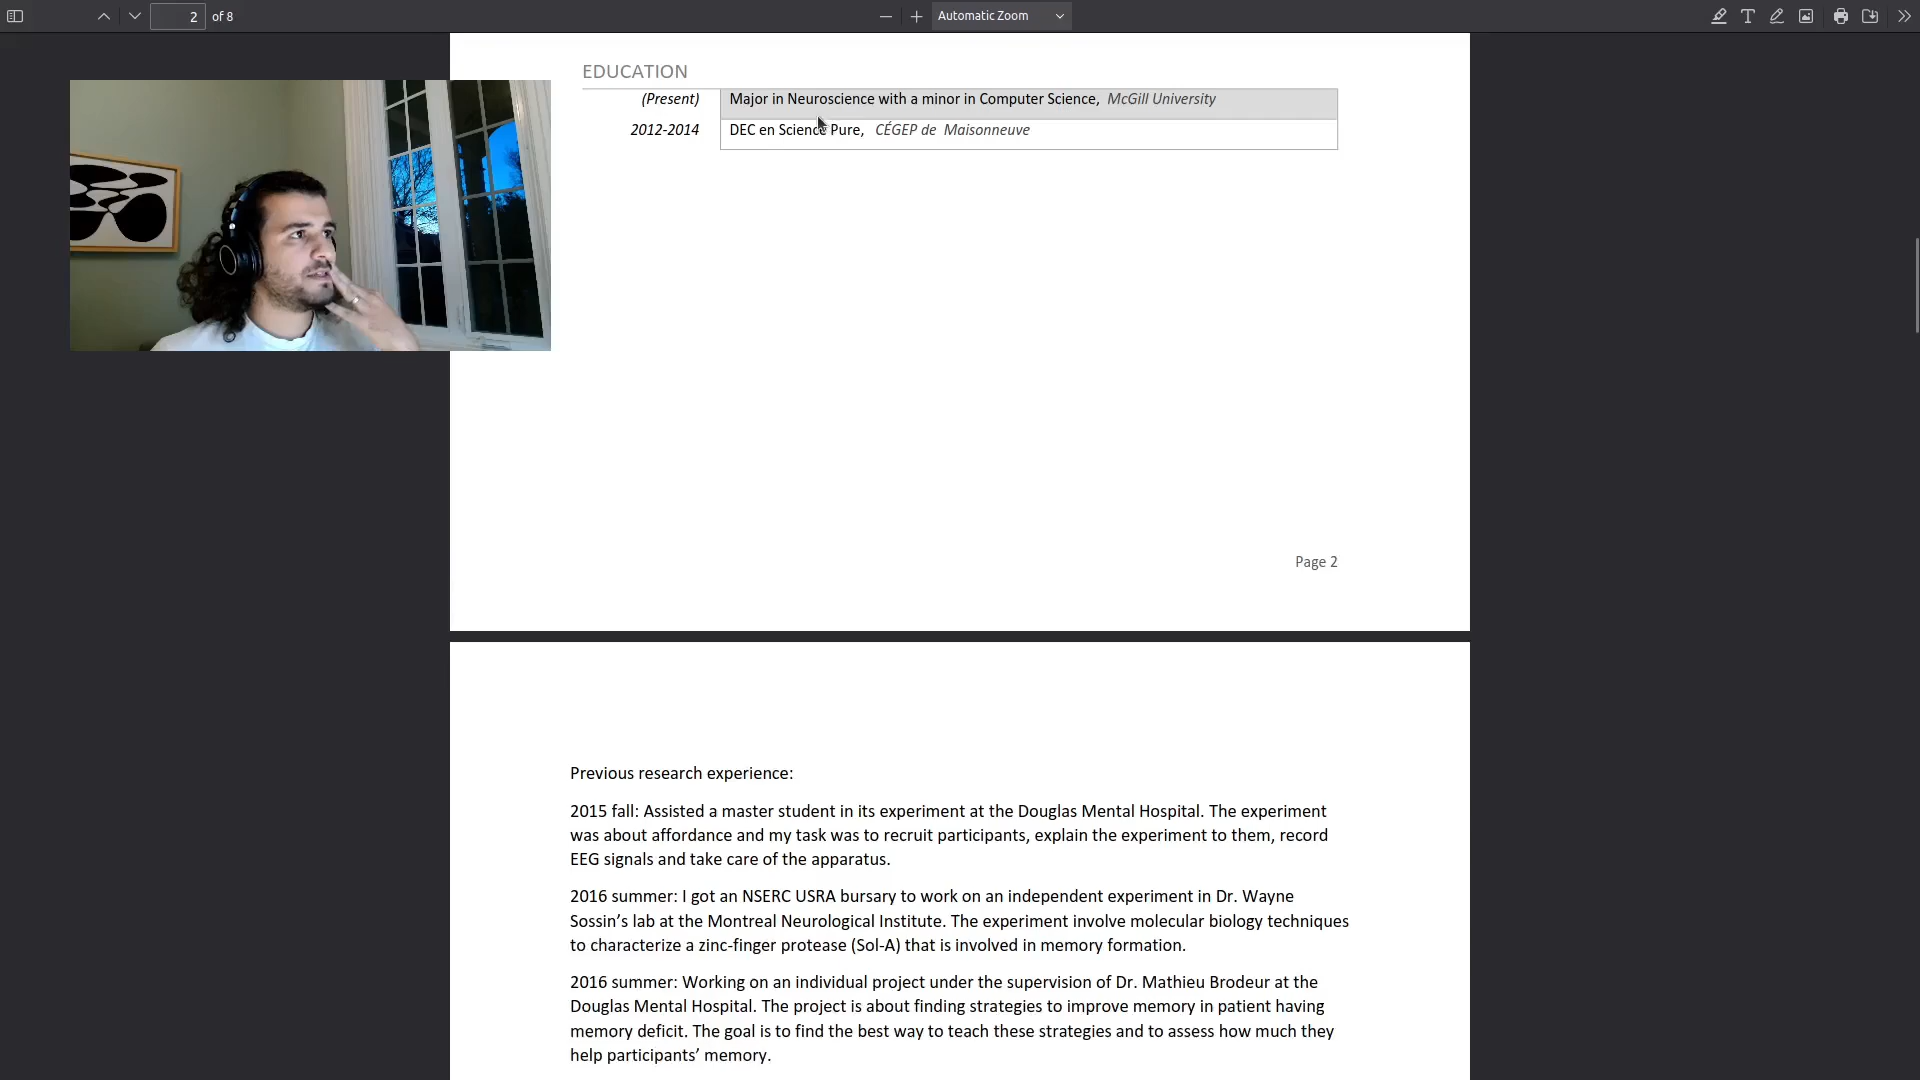 2 of 8 Automatic Zoom
EDUCATION
(Present) Major in Neuroscience with a minor in Computer Science, McGill University
2012-2014 DEC en Science Pure, CÉGEP de Maisonneuve
Page 2
Previous research experience:
2015 fall: Assisted a master student in its experiment at the Douglas Mental Hospital. The experiment
was about affordance and my task was to recruit participants, explain the experiment to them, record
EEG signals and take care of the apparatus.
2016 summer: I got an NSERC USRA bursary to work on an independent experiment in Dr. Wayne
Sossin’s lab at the Montreal Neurological Institute. The experiment involve molecular biology techniques
to characterize a zinc-finger protease (Sol-A) that is involved in memory formation.
2016 summer: Working on an individual project under the supervision of Dr. Mathieu Brodeur at the
Douglas Mental Hospital. The project is about finding strategies to improve memory in patient having
memory deficit. The goal is to find the best way to teach these strategies and to assess how much they
help participants’ memory.